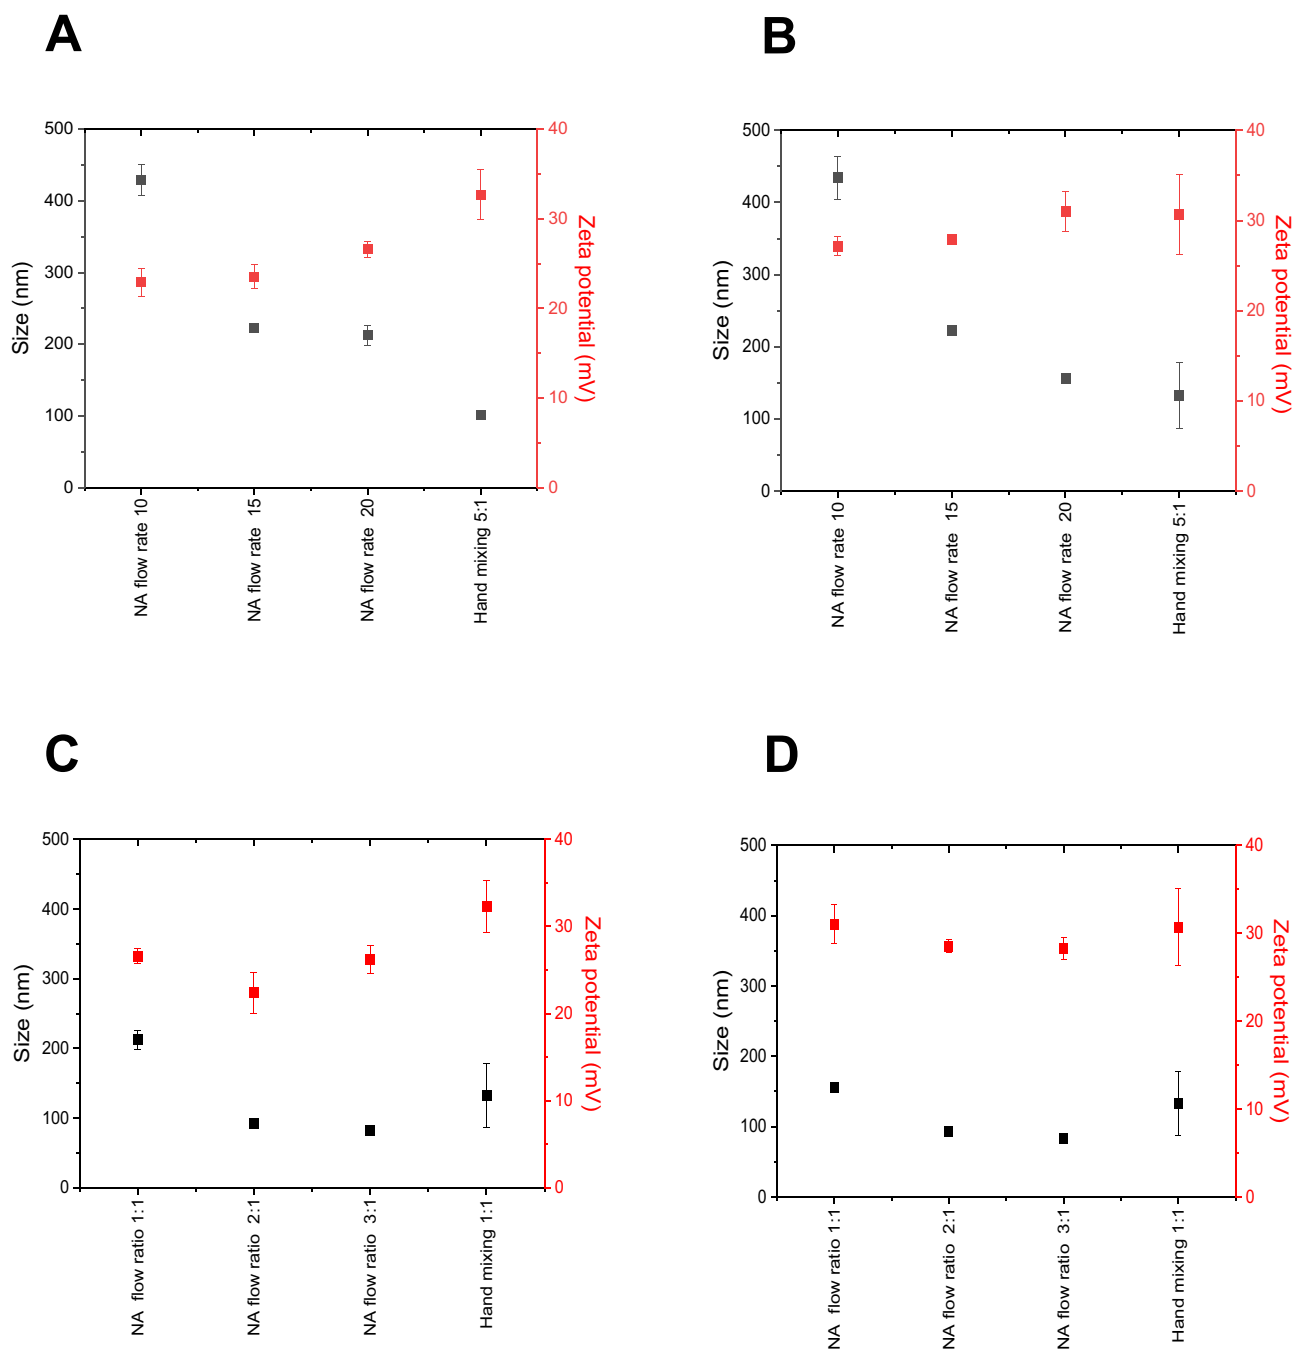 A
500
400
300
200
100
0
Size (nm)
40
30
20
10
0
Zeta potential (mV)
NA flow rate 10
NA flow rate 15
NA flow rate 20
Hand mixing 5:1
B
500
400
300
200
100
0
Size (nm)
40
30
20
10
0
Zeta potential (mV)
NA flow rate 10
NA flow rate 15
NA flow rate 20
Hand mixing 5:1
C
500
400
300
200
100
0
Size (nm)
40
30
20
10
0
Zeta potential (mV)
NA flow ratio 1:1
NA flow ratio 2:1
NA flow ratio 3:1
Hand mixing 1:1
D
500
400
300
200
100
0
Size (nm)
40
30
20
10
0
Zeta potential (mV)
NA flow ratio 1:1
NA flow ratio 2:1
NA flow ratio 3:1
Hand mixing 1:1